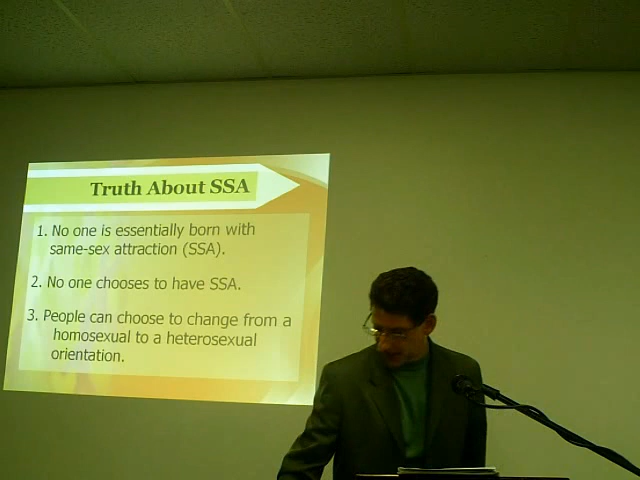 Truth About SSA
1. No one is essentially born with
same-sex attraction (SSA).
2. No one chooses to have SSA.
3. People can choose to change from a
homosexual to a heterosexual
orientation.